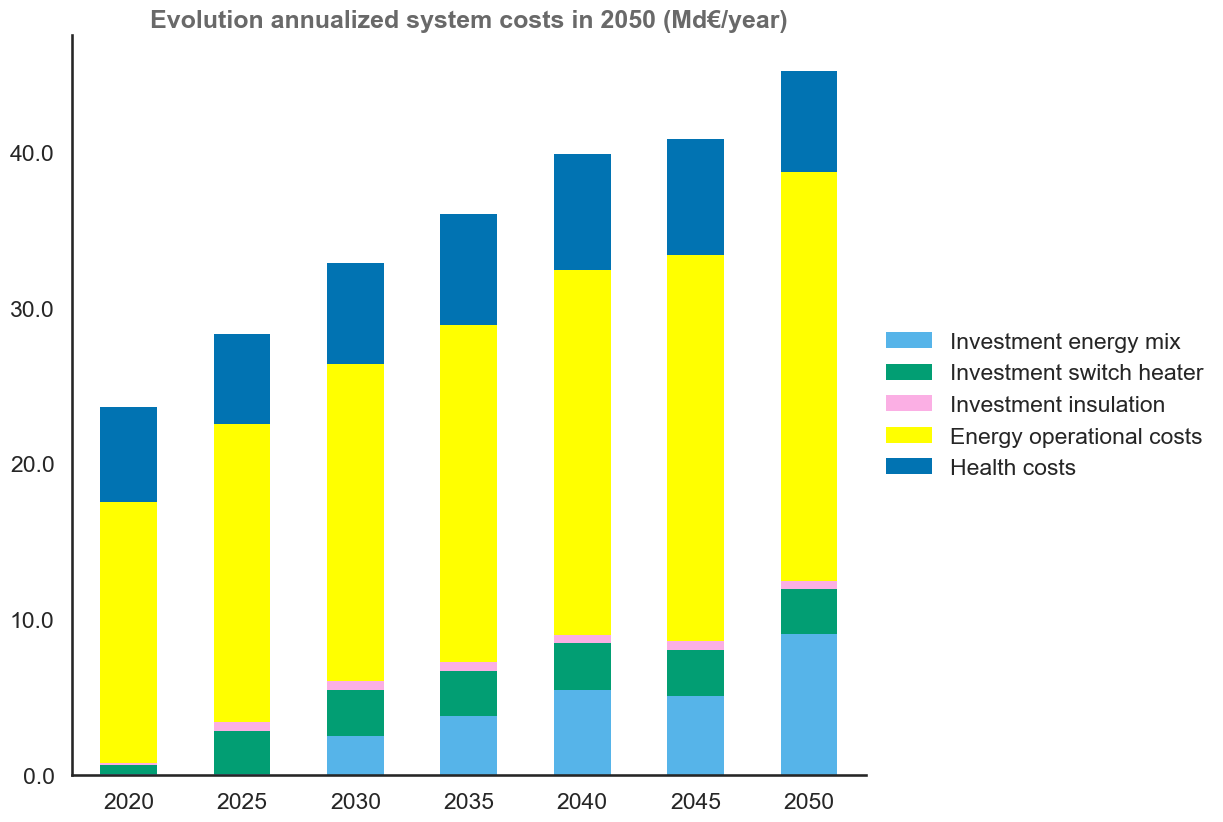 Evolution annualized system costs in 2050 (Md€/year)
40.0
30.0
20.0
10.0
0.0
2020 2025 2030 2035 2040 2045 2050
Investment energy mix
Investment switch heater
Investment insulation
Energy operational costs
Health costs